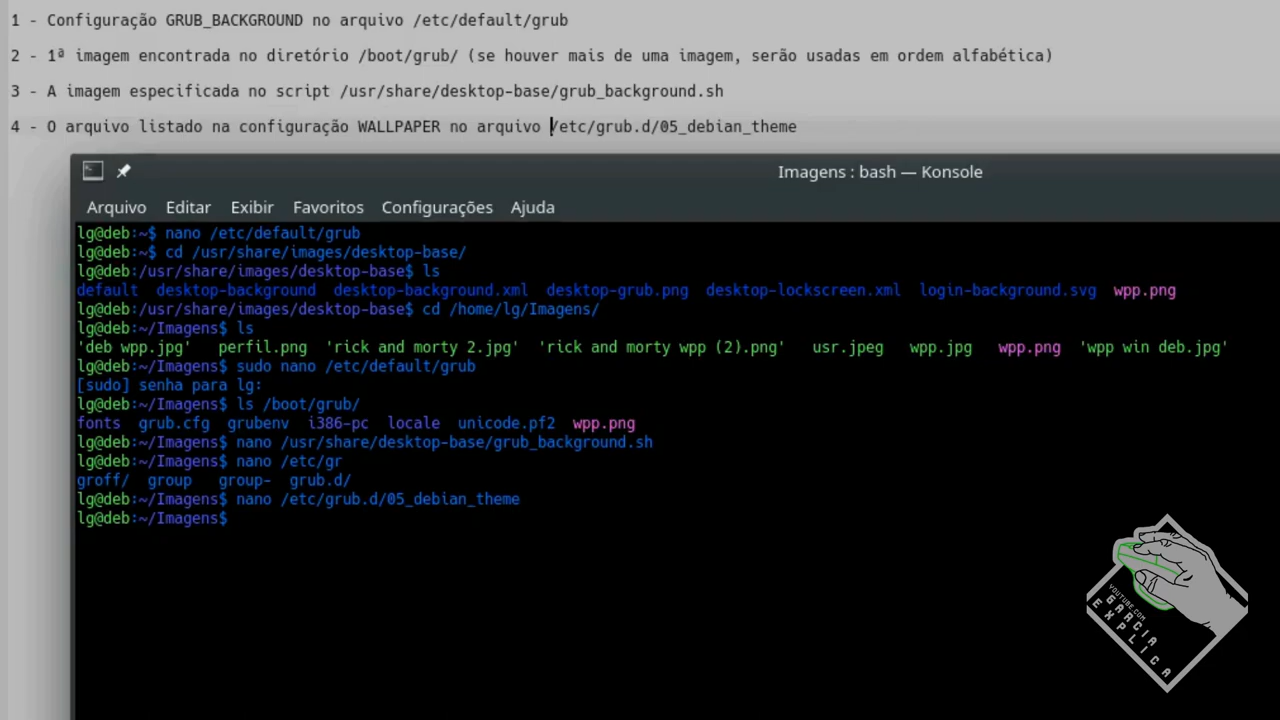 1 - Configuração GRUB_BACKGROUND no arquivo /etc/default/grub
2 - 1ª imagem encontrada no diretório /boot/grub/ (se houver mais de uma imagem, serão usadas em ordem alfabética)
3 - A imagem especificada no script /usr/share/desktop-base/grub_background.sh
4 - O arquivo listado na configuração WALLPAPER no arquivo /etc/grub.d/05_debian_theme
Imagens : bash — Konsole
Arquivo Editar Exibir Favoritos Configurações Ajuda
lg@deb:~$ nano /etc/default/grub
lg@deb:~$ cd /usr/share/images/desktop-base/
lg@deb:/usr/share/images/desktop-base$ ls
default desktop-background desktop-background.xml desktop-grub.png desktop-lockscreen.xml login-background.svg wpp.png
lg@deb:/usr/share/images/desktop-base$ cd /home/lg/Imagens/
lg@deb:~/Imagens$ ls
'deb wpp.jpg' perfil.png 'rick and morty 2.jpg' 'rick and morty wpp (2).png' usr.jpeg wpp.jpg wpp.png 'wpp win deb.jpg'
lg@deb:~/Imagens$ sudo nano /etc/default/grub
[sudo] senha para lg:
lg@deb:~/Imagens$ ls /boot/grub/
fonts grub.cfg grubenv i386-pc locale unicode.pf2 wpp.png
lg@deb:~/Imagens$ nano /usr/share/desktop-base/grub_background.sh
lg@deb:~/Imagens$ nano /etc/gr
groff/ group group- grub.d/
lg@deb:~/Imagens$ nano /etc/grub.d/05_debian_theme
lg@deb:~/Imagens$
YOUTUBE.COM
GARCIA
EXPLICA